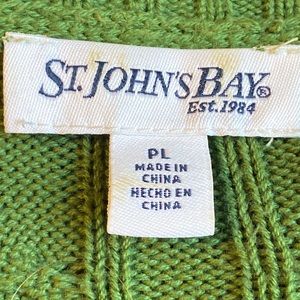 ST. JOHN'S BAY®
EST. 1984
PL
MADE IN
CHINA
HECHO EN
CHINA